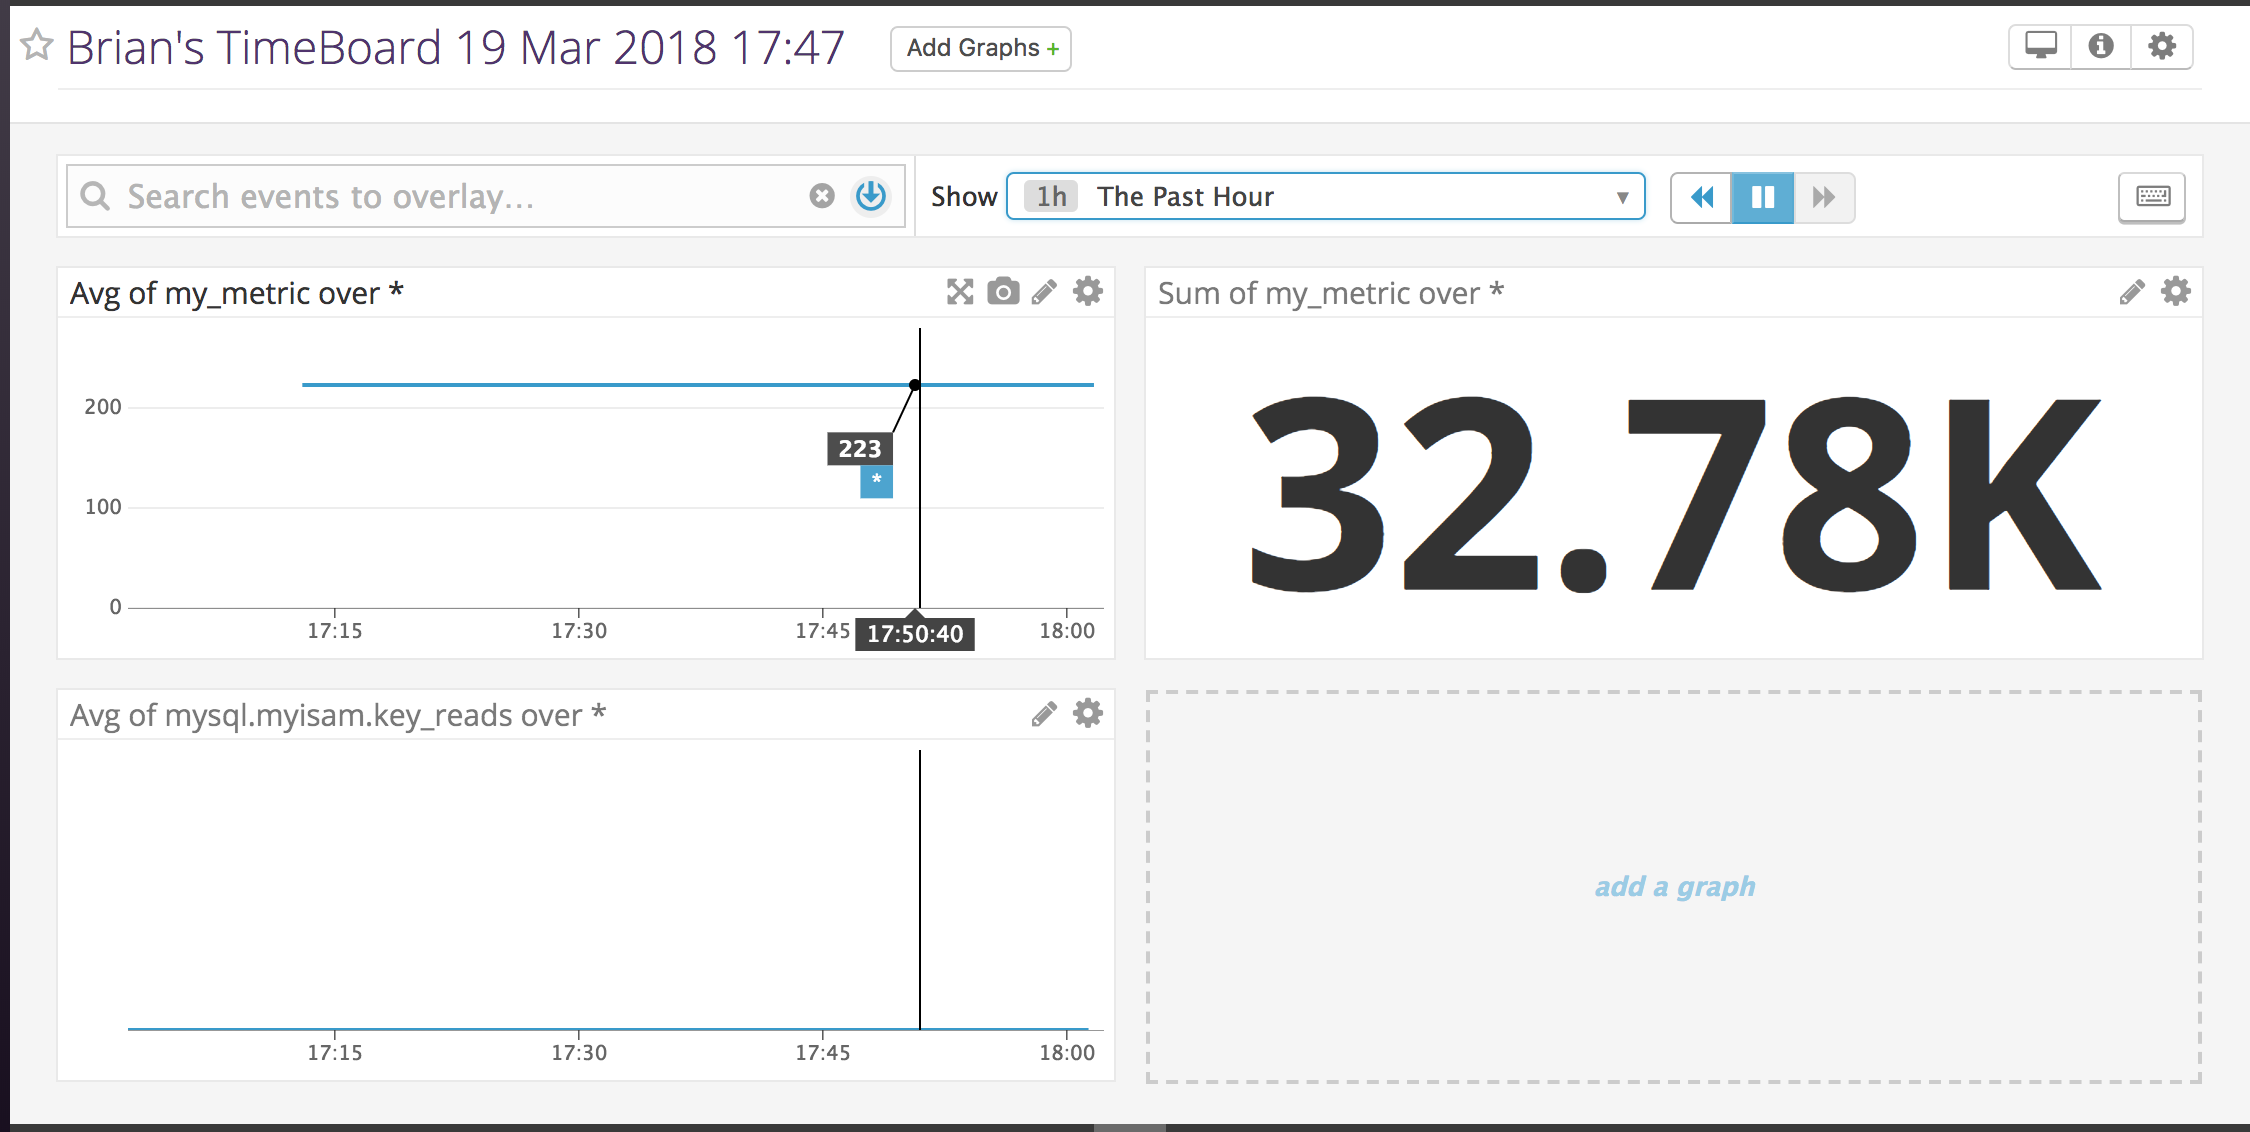 Brian's TimeBoard 19 Mar 2018 17:47
Add Graphs +
Search events to overlay...
Show
1h The Past Hour
Avg of my_metric over *
200
100
0
223
*
17:15
17:30
17:45
17:50:40
18:00
Sum of my_metric over *
32.78K
Avg of mysql.myisam.key_reads over *
17:15
17:30
17:45
18:00
add a graph